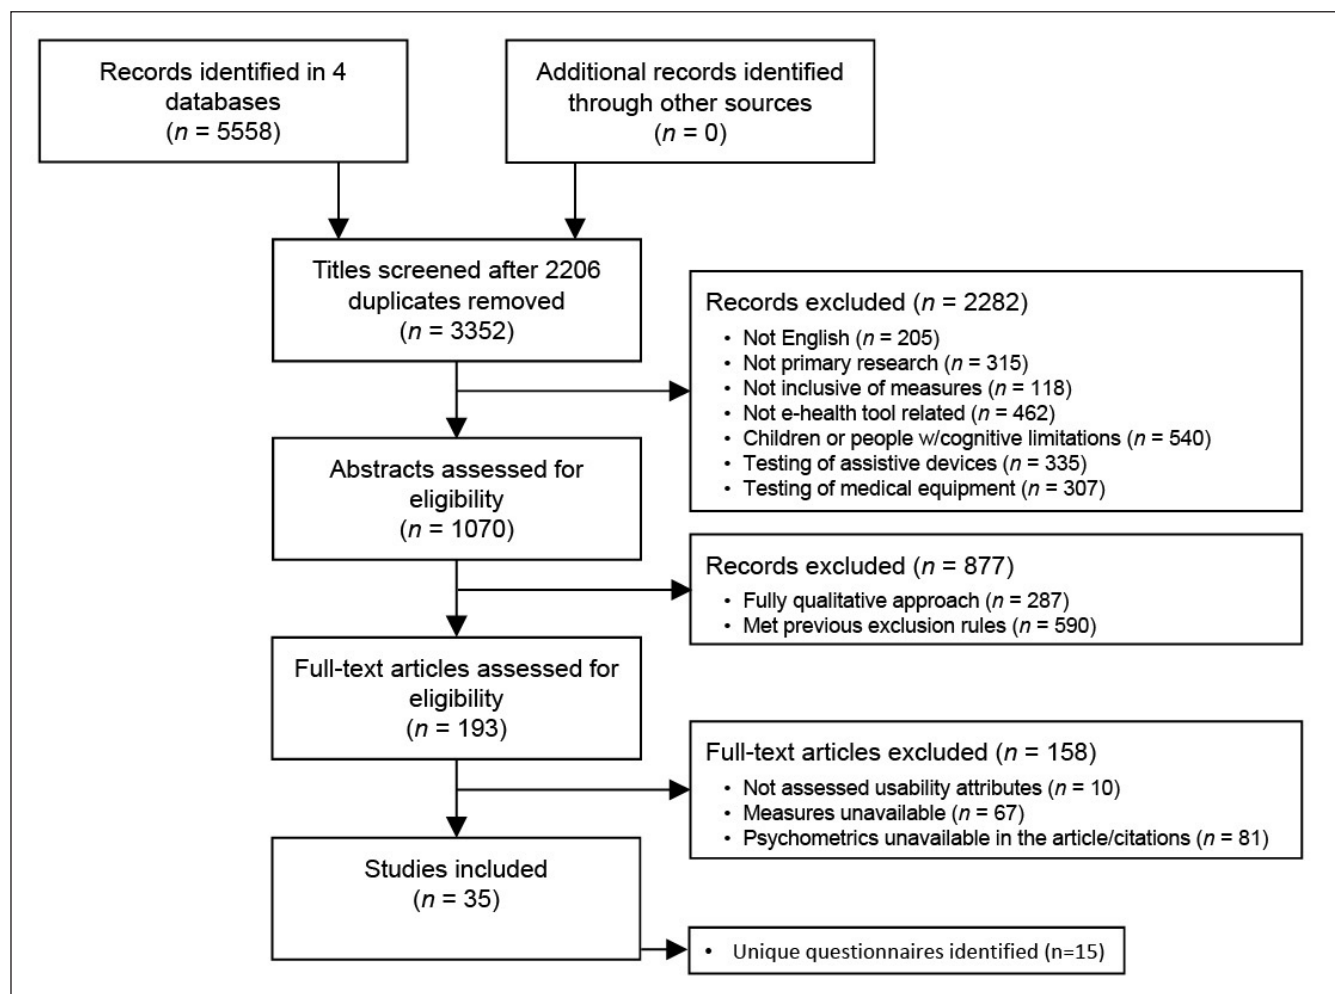 Records identified in 4
databases
(n = 5558)
Additional records identified
through other sources
(n = 0)
Titles screened after 2206
duplicates removed
(n = 3352)
Records excluded (n = 2282)
• Not English (n = 205)
• Not primary research (n = 315)
• Not inclusive of measures (n = 118)
• Not e-health tool related (n = 462)
• Children or people w/cognitive limitations (n = 540)
• Testing of assistive devices (n = 335)
• Testing of medical equipment (n = 307)
Abstracts assessed for
eligibility
(n = 1070)
Records excluded (n = 877)
• Fully qualitative approach (n = 287)
• Met previous exclusion rules (n = 590)
Full-text articles assessed for
eligibility
(n = 193)
Full-text articles excluded (n = 158)
• Not assessed usability attributes (n = 10)
• Measures unavailable (n = 67)
• Psychometrics unavailable in the article/citations (n = 81)
Studies included
(n = 35)
• Unique questionnaires identified (n=15)